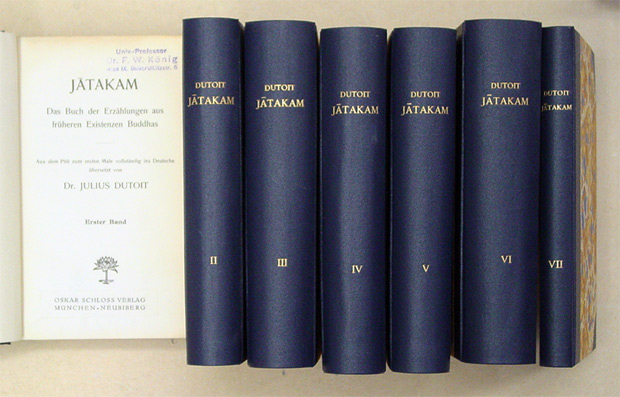 Univ.-Professor
Dr. F. W. König
JĀTAKAM
Das Buch der Erzählungen aus
früheren Existenzen Buddhas
Aus dem Pāli zum ersten Male vollständig ins Deutsche
übersetzt von
Dr. JULIUS DUTOIT
Erster Band
OSKAR SCHLOSS VERLAG
MÜNCHEN-NEUBIBERG
DUTOIT
JĀTAKAM
II
DUTOIT
JĀTAKAM
III
DUTOIT
JĀTAKAM
IV
DUTOIT
JĀTAKAM
V
DUTOIT
JĀTAKAM
VI
DUTOIT
JĀTAKAM
VII